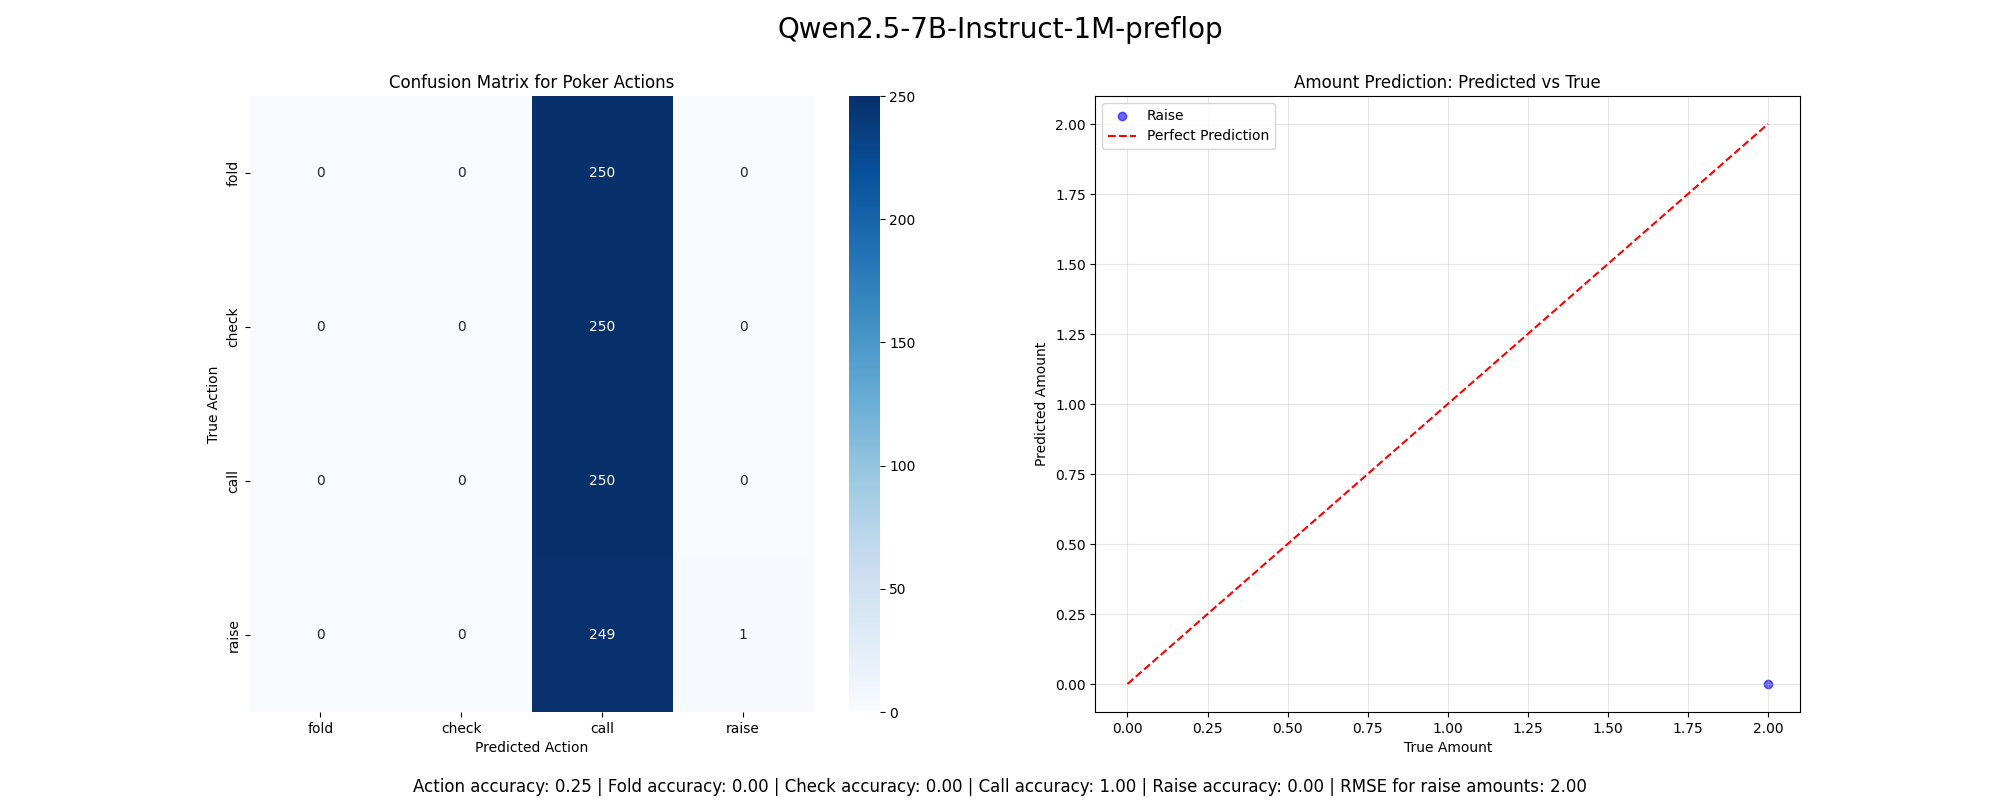 Qwen2.5-7B-Instruct-1M-preflop
Confusion Matrix for Poker Actions
True Action
fold
0 0 250 0
check
0 0 250 0
call
0 0 250 0
raise
0 0 249 1
fold check call raise
Predicted Action
250
200
150
100
50
0
Amount Prediction: Predicted vs True
Raise
Perfect Prediction
Predicted Amount
2.00
1.75
1.50
1.25
1.00
0.75
0.50
0.25
0.00
0.00 0.25 0.50 0.75 1.00 1.25 1.50 1.75 2.00
True Amount
Action accuracy: 0.25 | Fold accuracy: 0.00 | Check accuracy: 0.00 | Call accuracy: 1.00 | Raise accuracy: 0.00 | RMSE for raise amounts: 2.00